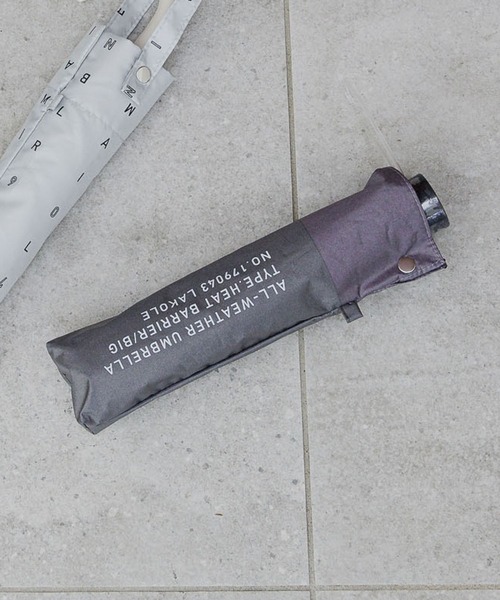 ALL-WEATHER UMBRELLA
TYPE.HEAT BARRIER/BIG
NO.179043 LAKOLE